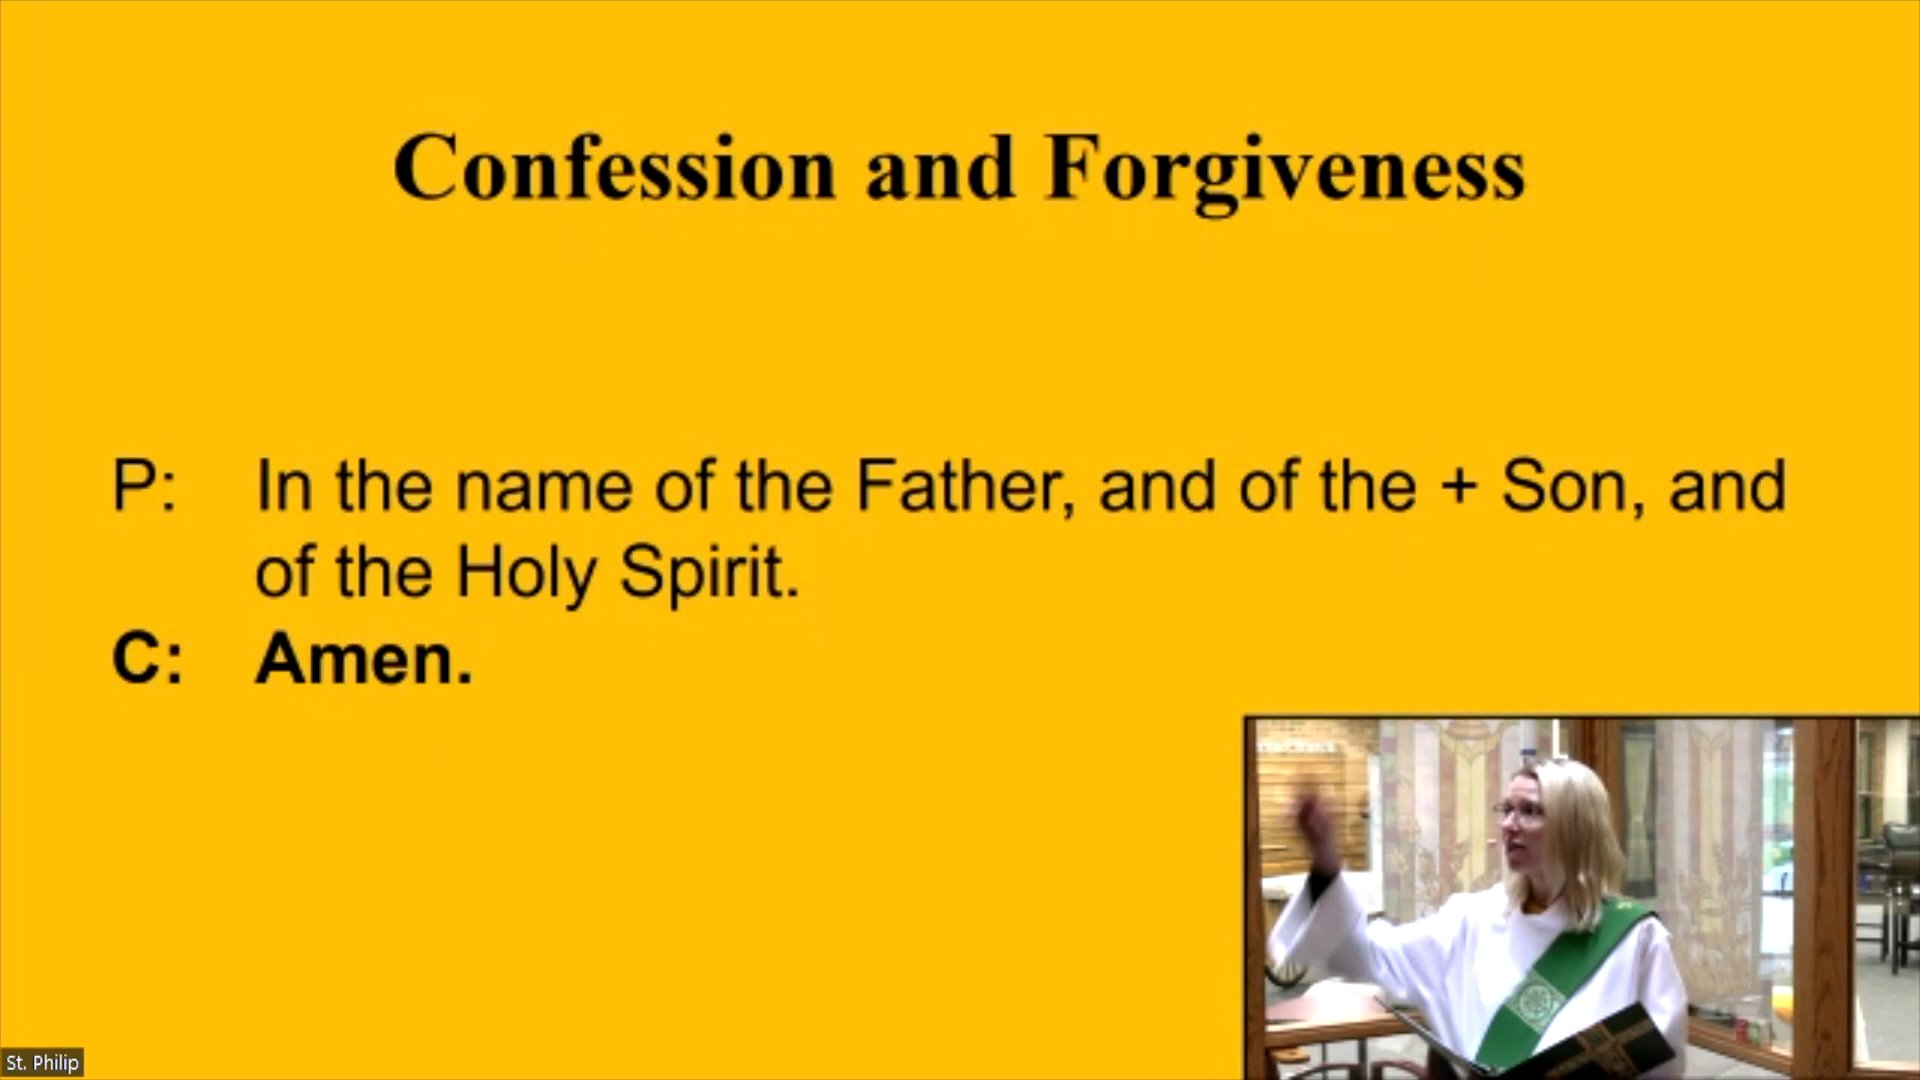 Confession and Forgiveness
P: In the name of the Father, and of the + Son, and
of the Holy Spirit.
C: Amen.
St. Philip